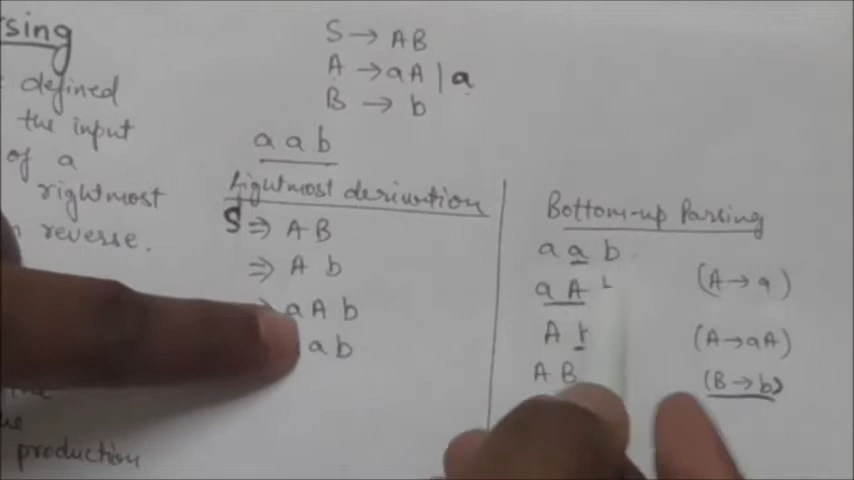 sing
defined
the input
of a
rightmost
reverse.
production
S → AB
A → aA | a
B → b
a a b
Rightmost derivation
S ⇒ A B
⇒ A b
a A b
a b
Bottom-up Parsing
a a b
a A (A → a)
A b (A → aA)
A B (B → b)